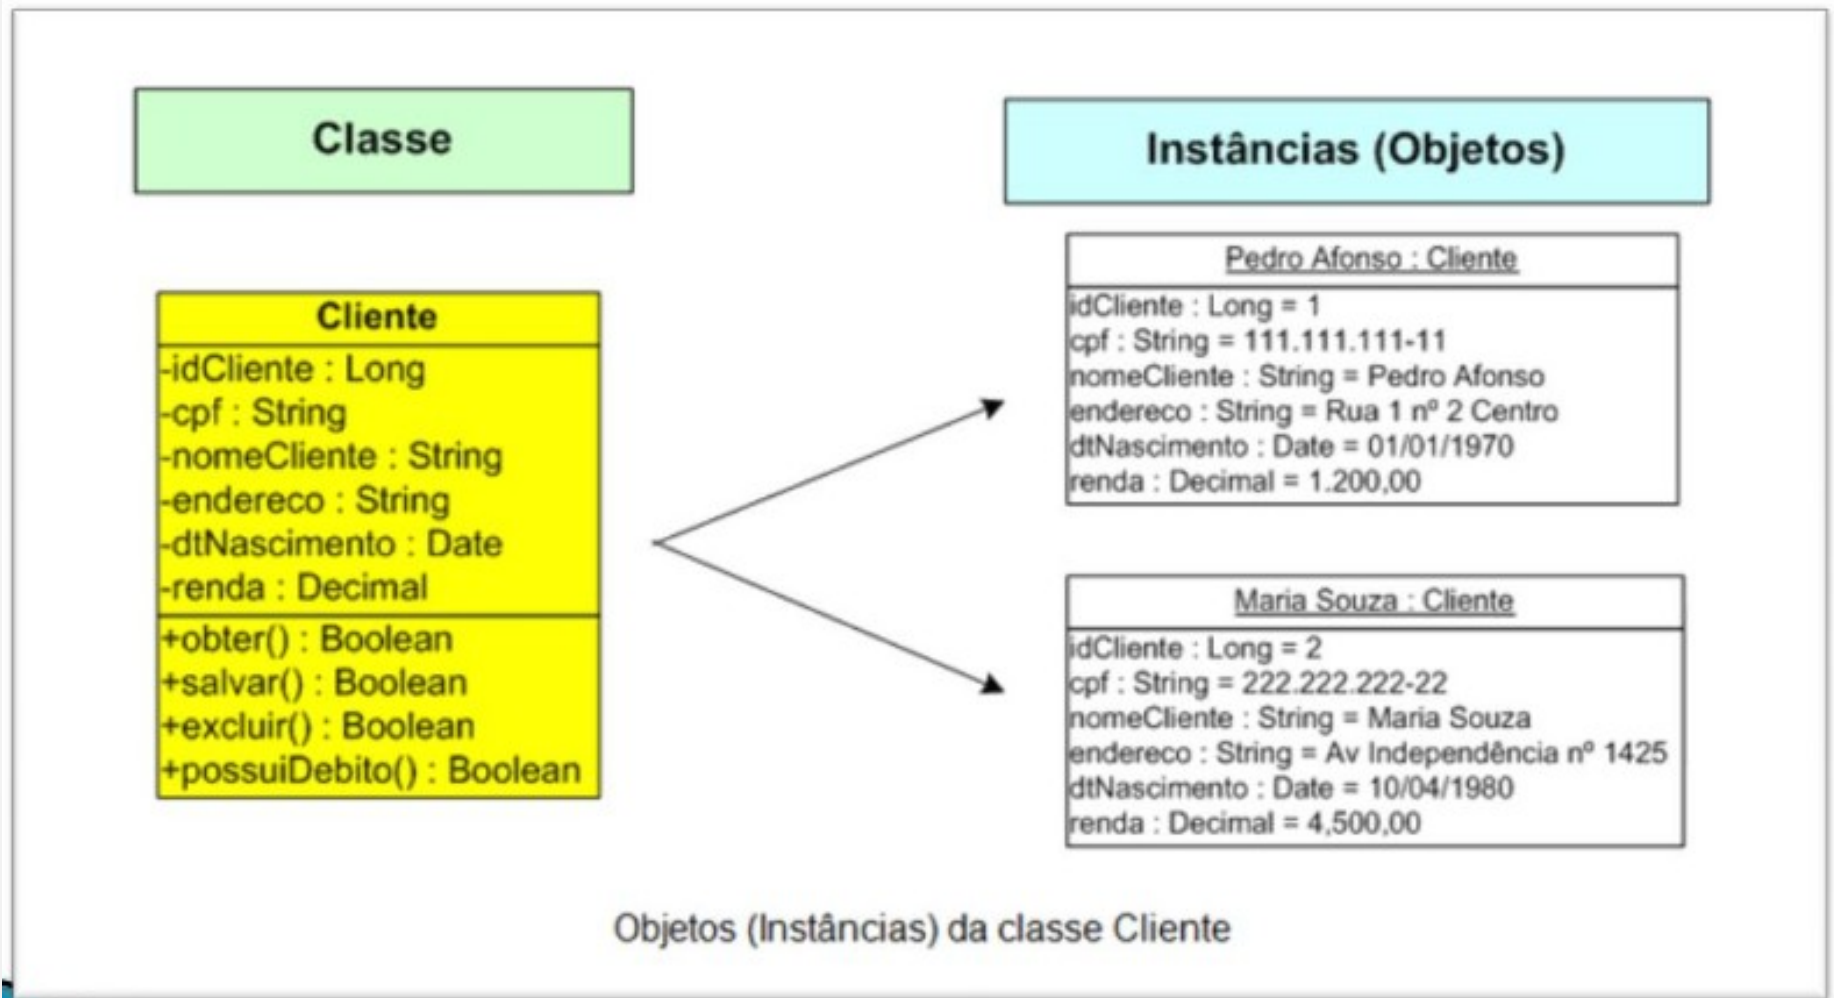 Classe
Instâncias (Objetos)
Cliente
-idCliente : Long
-cpf : String
-nomeCliente : String
-endereco : String
-dtNascimento : Date
-renda : Decimal
+obter() : Boolean
+salvar() : Boolean
+excluir() : Boolean
+possuiDebito() : Boolean
Pedro Afonso : Cliente
idCliente : Long = 1
cpf : String = 111.111.111-11
nomeCliente : String = Pedro Afonso
endereco : String = Rua 1 nº 2 Centro
dtNascimento : Date = 01/01/1970
renda : Decimal = 1.200,00
Maria Souza : Cliente
idCliente : Long = 2
cpf : String = 222.222.222-22
nomeCliente : String = Maria Souza
endereco : String = Av Independência nº 1425
dtNascimento : Date = 10/04/1980
renda : Decimal = 4,500,00
Objetos (Instâncias) da classe Cliente